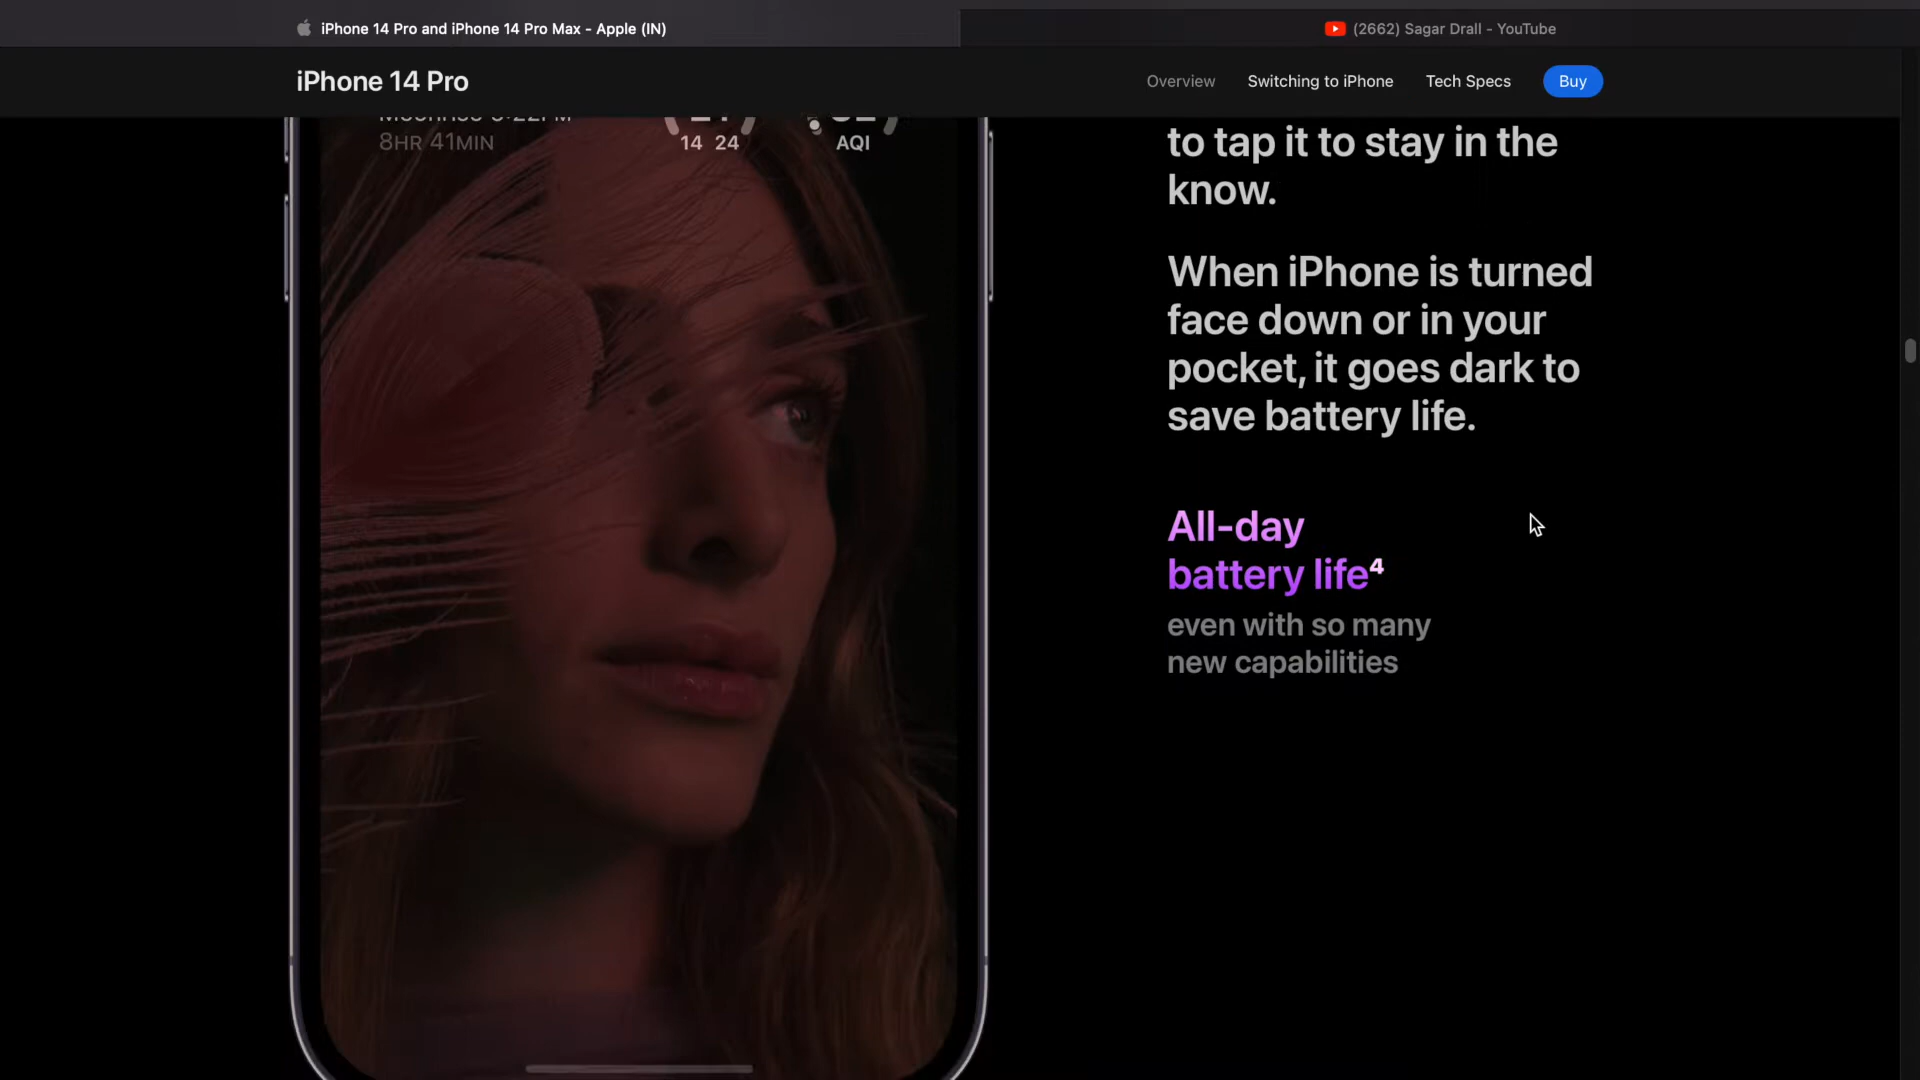 iPhone 14 Pro and iPhone 14 Pro Max - Apple (IN)
(2662) Sagar Drall - YouTube
iPhone 14 Pro
Overview
Switching to iPhone
Tech Specs
Buy
8HR 41MIN
14 24
AQI
to tap it to stay in the
know.
When iPhone is turned
face down or in your
pocket, it goes dark to
save battery life.
All-day
battery life⁴
even with so many
new capabilities